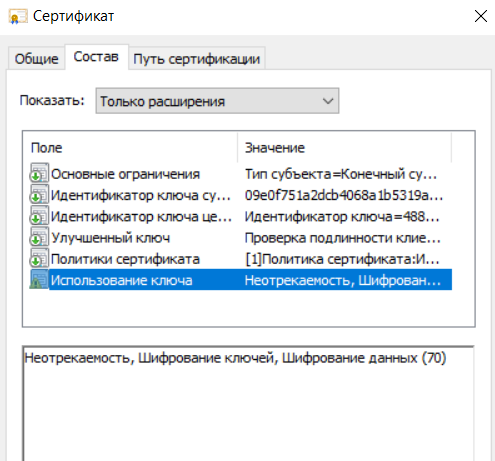 Сертификат
Общие Состав Путь сертификации
Показать: Только расширения
Поле Значение
Основные ограничения Тип субъекта=Конечный су...
Идентификатор ключа су... 09e0f751a2dcb4068a1b5319a...
Идентификатор ключа це... Идентификатор ключа=488...
Улучшенный ключ Проверка подлинности клие...
Политики сертификата [1]Политика сертификата:И...
Использование ключа Неотрекаемость, Шифрован...
Неотрекаемость, Шифрование ключей, Шифрование данных (70)